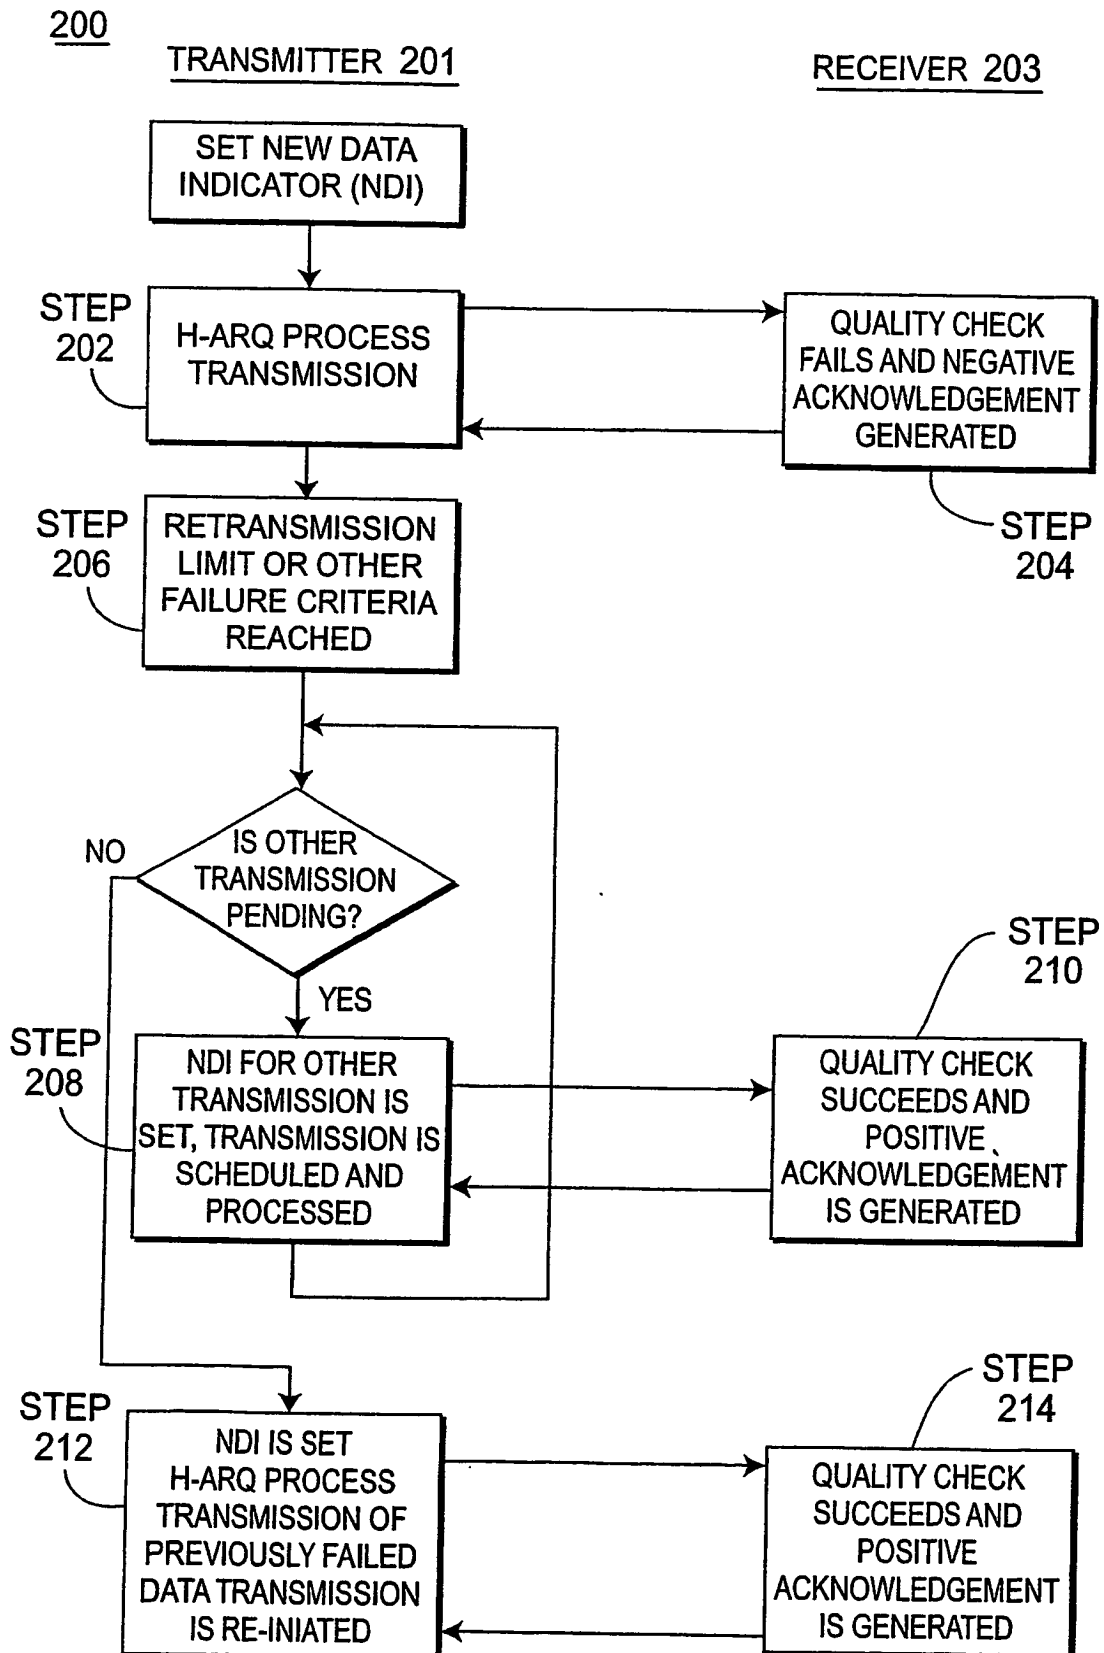 200
TRANSMITTER 201
RECEIVER 203
SET NEW DATA
INDICATOR (NDI)
STEP
202
H-ARQ PROCESS
TRANSMISSION
QUALITY CHECK
FAILS AND NEGATIVE
ACKNOWLEDGEMENT
GENERATED
STEP
204
STEP
206
RETRANSMISSION
LIMIT OR OTHER
FAILURE CRITERIA
REACHED
NO
IS OTHER
TRANSMISSION
PENDING?
YES
STEP
208
NDI FOR OTHER
TRANSMISSION IS
SET, TRANSMISSION IS
SCHEDULED AND
PROCESSED
STEP
210
QUALITY CHECK
SUCCEEDS AND
POSITIVE
ACKNOWLEDGEMENT
IS GENERATED
STEP
212
NDI IS SET
H-ARQ PROCESS
TRANSMISSION OF
PREVIOUSLY FAILED
DATA TRANSMISSION
IS RE-INIATED
STEP
214
QUALITY CHECK
SUCCEEDS AND
POSITIVE
ACKNOWLEDGEMENT
IS GENERATED